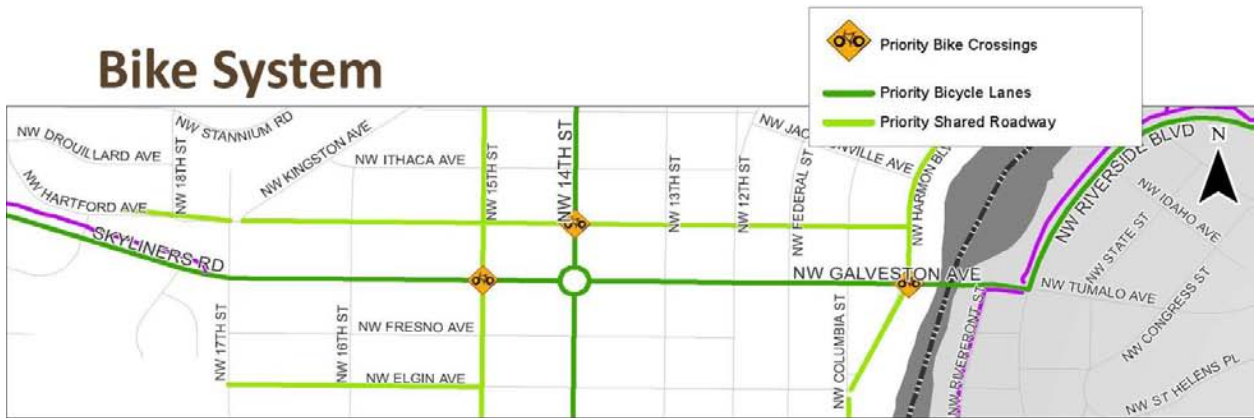 Bike System
Priority Bike Crossings
Priority Bicycle Lanes
Priority Shared Roadway
N
NW DROUILLARD AVE
NW STANNIUM RD
NW 18TH ST
NW KINGSTON AVE
NW ITHACA AVE
NW HARTFORD AVE
SKYLINERS RD
NW 15TH ST
NW 14TH ST
NW 13TH ST
NW 12TH ST
NW FEDERAL ST
NW HARMON BLV
NW RIVERSIDE BLVD
NW IDAHO AVE
NW STATE ST
NW GALVESTON AVE
NW TUMALO AVE
NW CONGRESS ST
NW RIVERFRONT ST
NW COLUMBIA ST
NW FRESNO AVE
NW 17TH ST
NW 16TH ST
NW ELGIN AVE
NW ST HELENS PL